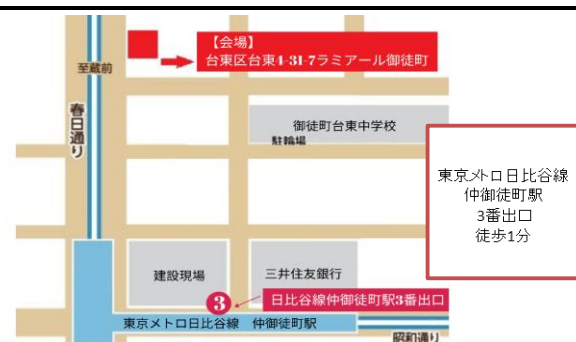 【会場】
台東区台東4-31-7ラミアール御徒町
至蔵前
春日通り
御徒町台東中学校
駐輪場
東京メトロ日比谷線
仲御徒町駅
3番出口
徒歩1分
建設現場
三井住友銀行
3
日比谷線仲御徒町駅3番出口
東京メトロ日比谷線 仲御徒町駅
昭和通り